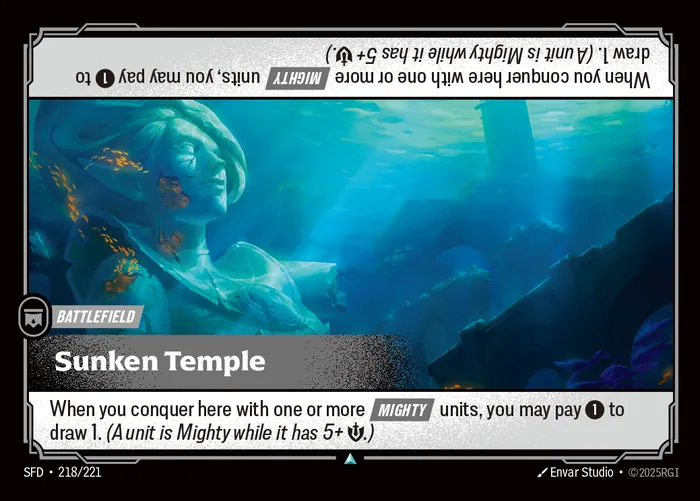 When you conquer here with one or more MIGHTY units, you may pay 1 to
draw 1. (A unit is Mighty while it has 5+ .)
BATTLEFIELD
Sunken Temple
When you conquer here with one or more MIGHTY units, you may pay 1 to
draw 1. (A unit is Mighty while it has 5+ .)
SFD • 218/221
Envar Studio • ©2025RGI